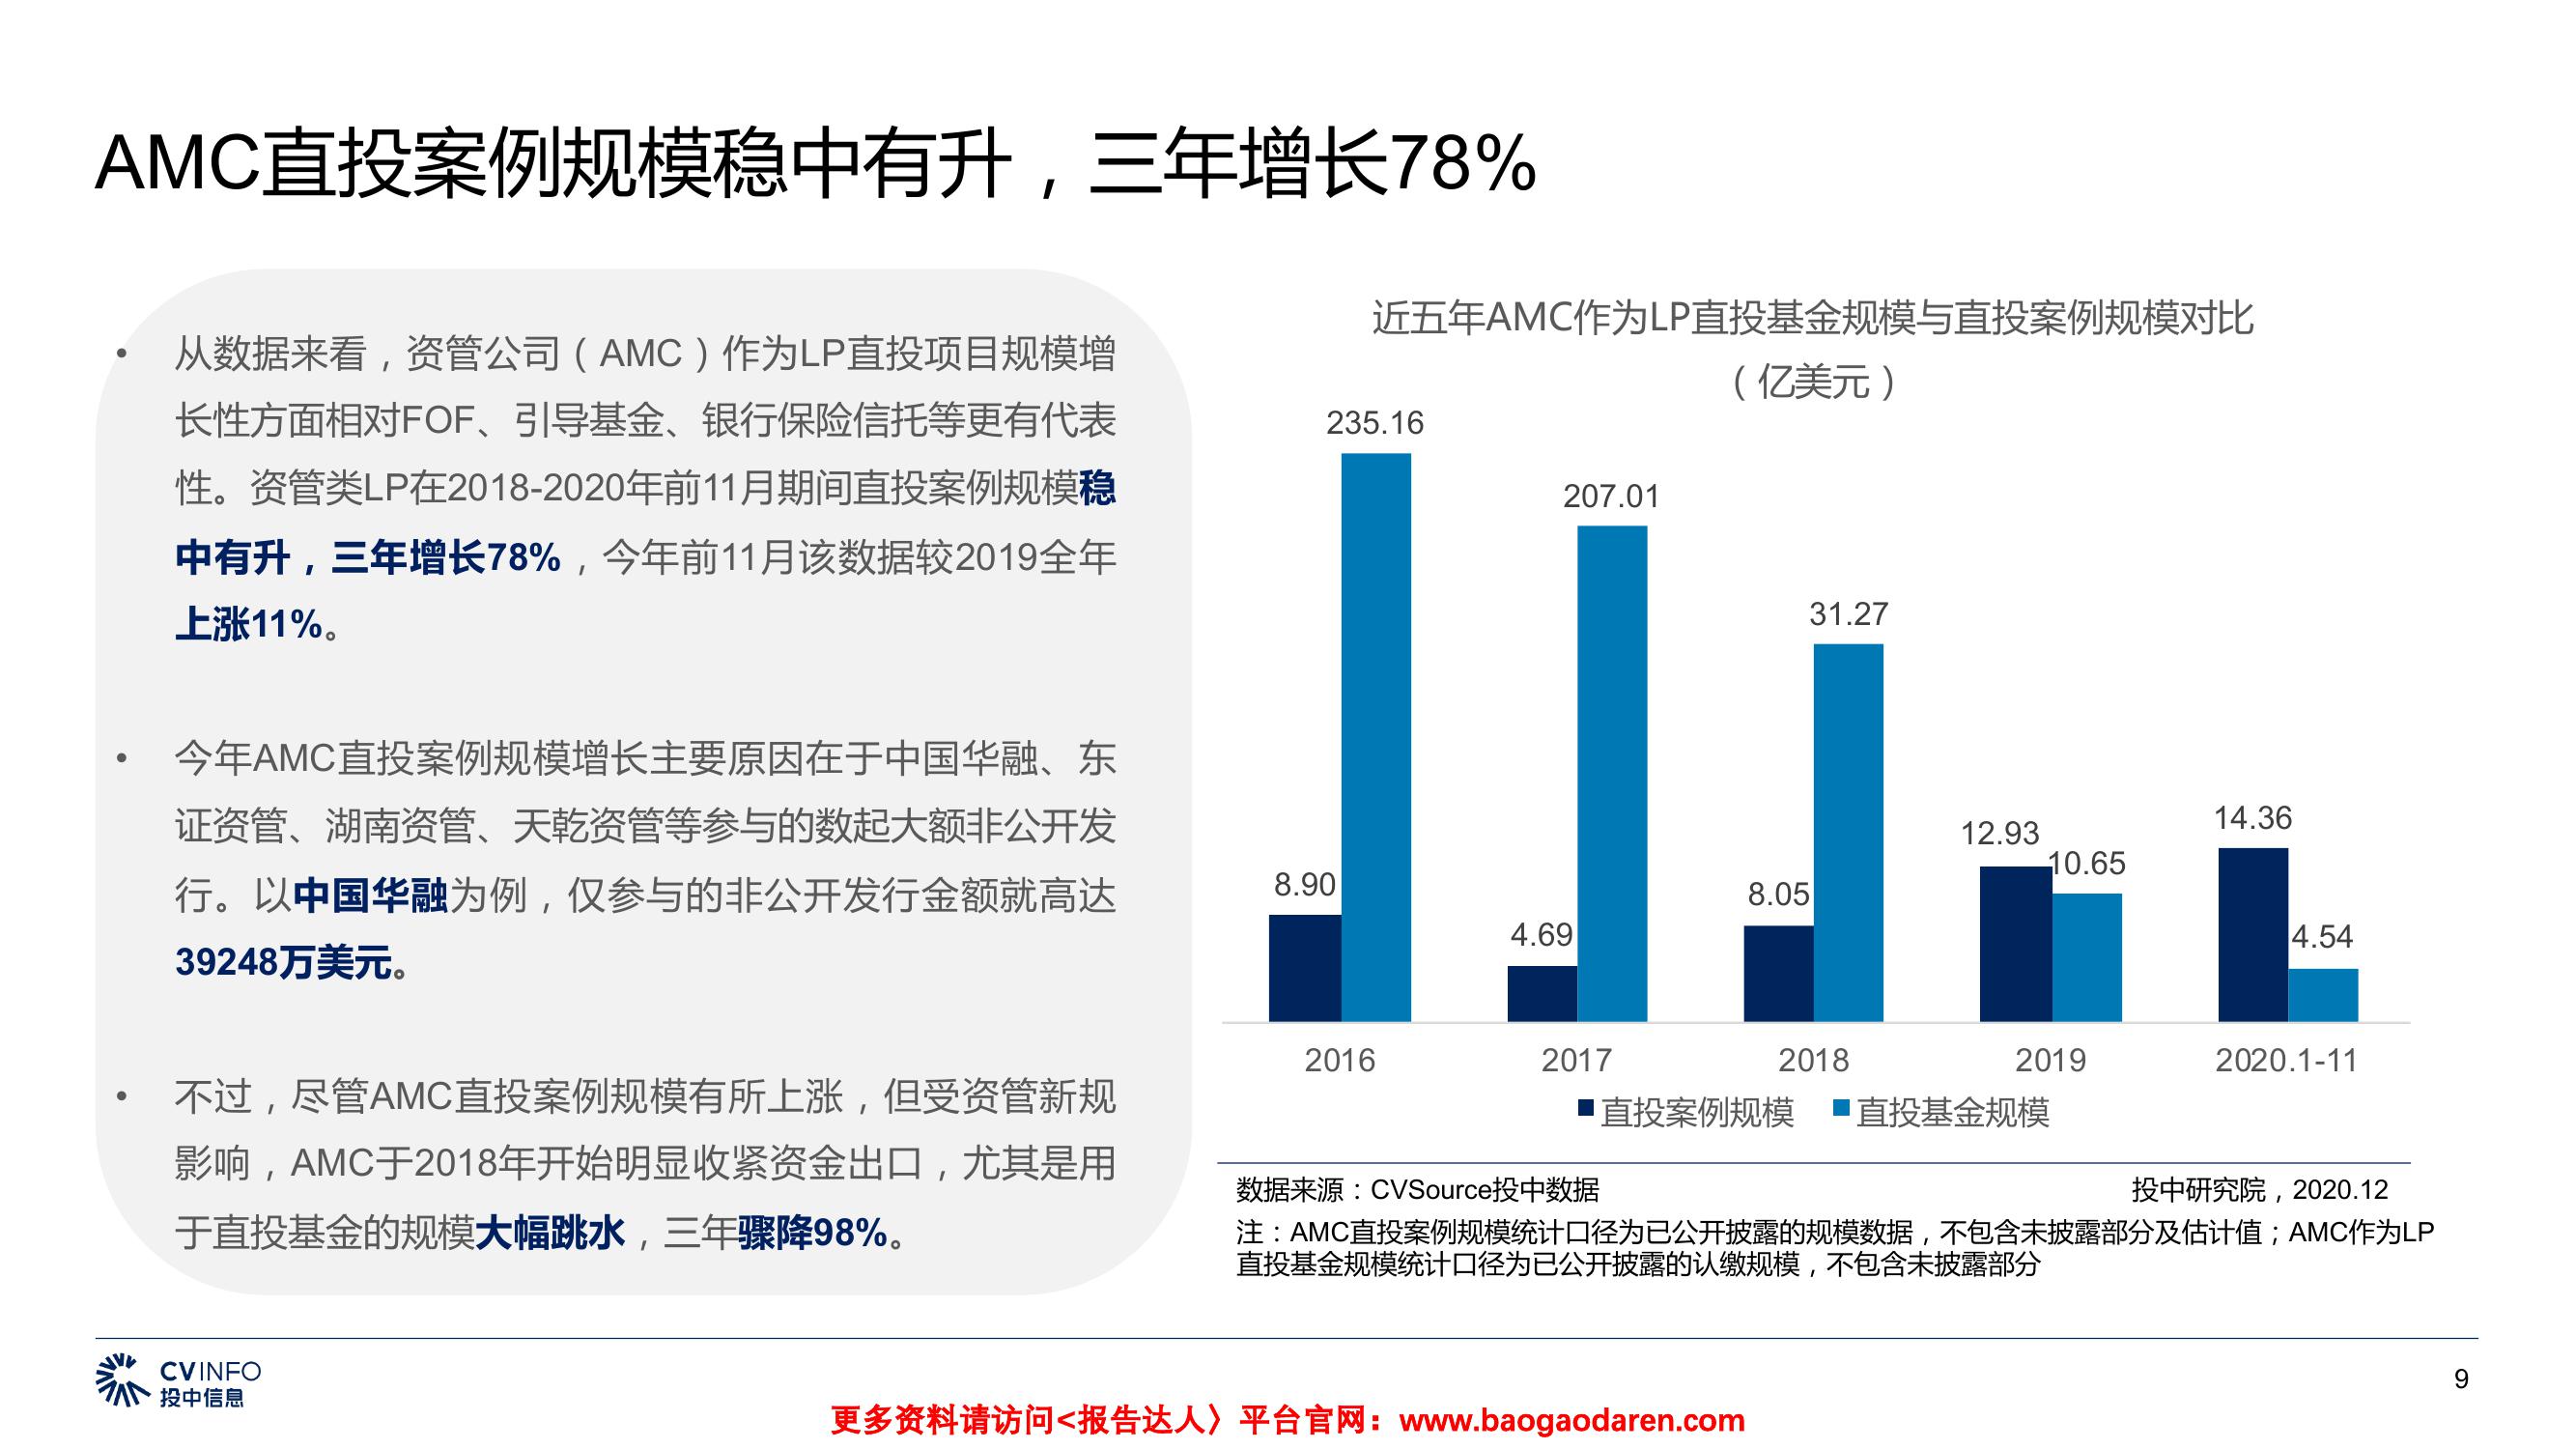 AMC直投案例规模稳中有升，三年增长78%
• 从数据来看，资管公司（AMC）作为LP直投项目规模增
长性方面相对FOF、引导基金、银行保险信托等更有代表
性。资管类LP在2018-2020年前11月期间直投案例规模稳
中有升，三年增长78%，今年前11月该数据较2019全年
上涨11%。
• 今年AMC直投案例规模增长主要原因在于中国华融、东
证资管、湖南资管、天乾资管等参与的数起大额非公开发
行。以中国华融为例，仅参与的非公开发行金额就高达
39248万美元。
• 不过，尽管AMC直投案例规模有所上涨，但受资管新规
影响，AMC于2018年开始明显收紧资金出口，尤其是用
于直投基金的规模大幅跳水，三年骤降98%。
近五年AMC作为LP直投基金规模与直投案例规模对比
（亿美元）
235.16
207.01
31.27
14.36
12.93
10.65
8.90
8.05
4.69
4.54
2016 2017 2018 2019 2020.1-11
直投案例规模 直投基金规模
数据来源：CVSource投中数据 投中研究院，2020.12
注：AMC直投案例规模统计口径为已公开披露的规模数据，不包含未披露部分及估计值；AMC作为LP
直投基金规模统计口径为已公开披露的认缴规模，不包含未披露部分
CVINFO
投中信息
9
更多资料请访问<报告达人〉平台官网：www.baogaodaren.com